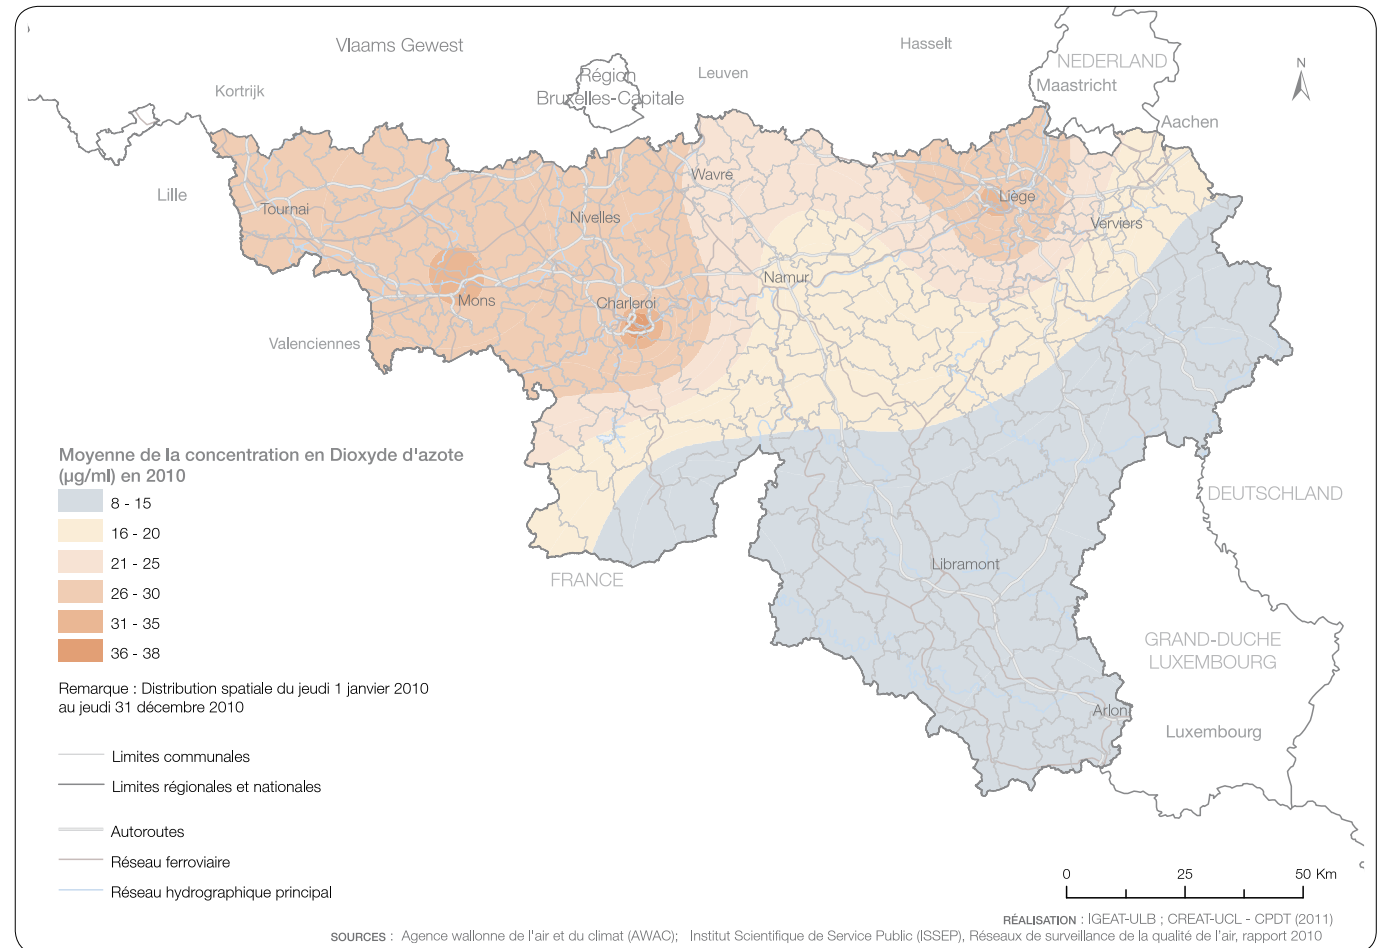 Vlaams Gewest
Hasselt
NEDERLAND
Région
Bruxelles-Capitale
Leuven
Maastricht
N
Kortrijk
Aachen
Lille
Wavre
Liège
Tournai
Nivelles
Verviers
Namur
Mons
Charleroi
Valenciennes
Moyenne de la concentration en Dioxyde d'azote
(µg/ml) en 2010
8 - 15
16 - 20
21 - 25
26 - 30
31 - 35
36 - 38
DEUTSCHLAND
FRANCE
Libramont
GRAND-DUCHE
LUXEMBOURG
Arlon
Luxembourg
Remarque : Distribution spatiale du jeudi 1 janvier 2010
au jeudi 31 décembre 2010
Limites communales
Limites régionales et nationales
Autoroutes
Réseau ferroviaire
Réseau hydrographique principal
0 25 50 Km
RÉALISATION : IGEAT-ULB ; CREAT-UCL - CPDT (2011)
SOURCES : Agence wallonne de l'air et du climat (AWAC); Institut Scientifique de Service Public (ISSEP), Réseaux de surveillance de la qualité de l'air, rapport 2010